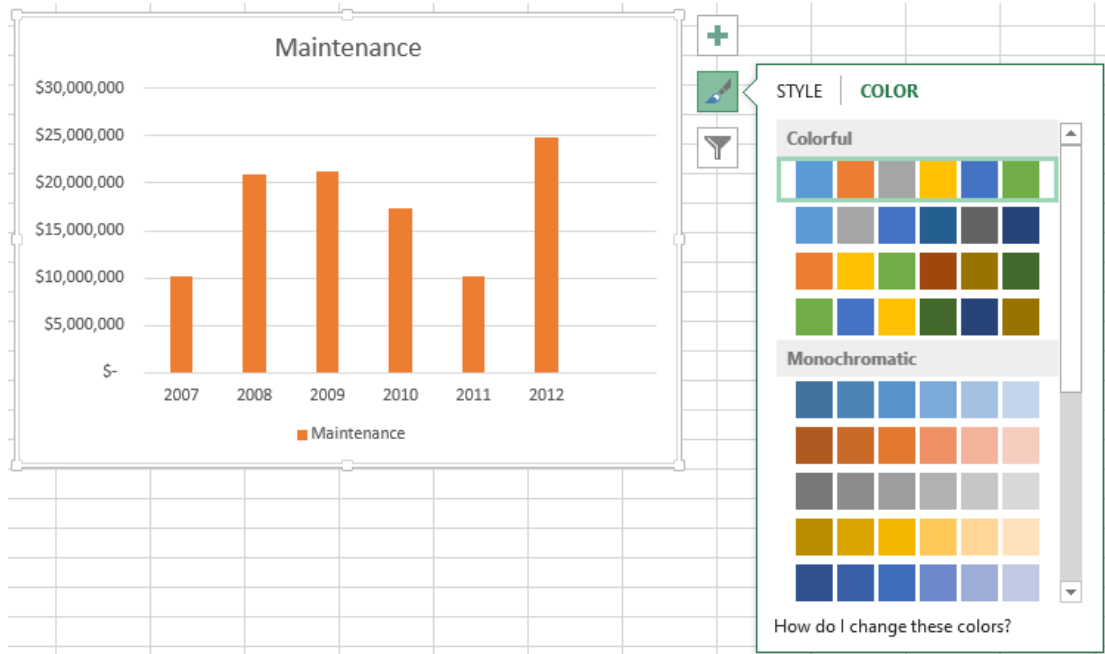 Maintenance
$30,000,000
$25,000,000
$20,000,000
$15,000,000
$10,000,000
$5,000,000
$-
2007 2008 2009 2010 2011 2012
Maintenance
STYLE COLOR
Colorful
Monochromatic
How do I change these colors?